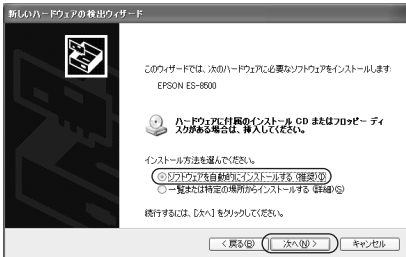 新しいハードウェアの検出ウィザード
このウィザードでは、次のハードウェアに必要なソフトウェアをインストールします:
EPSON ES-8500
ハードウェアに付属のインストール CD またはフロッピー ディ
スクがある場合は、挿入してください。
インストール方法を選んでください。
ソフトウェアを自動的にインストールする (推奨)(I)
一覧または特定の場所からインストールする (詳細)(S)
続行するには、[次へ] をクリックしてください。
< 戻る(B) 次へ(N) > キャンセル